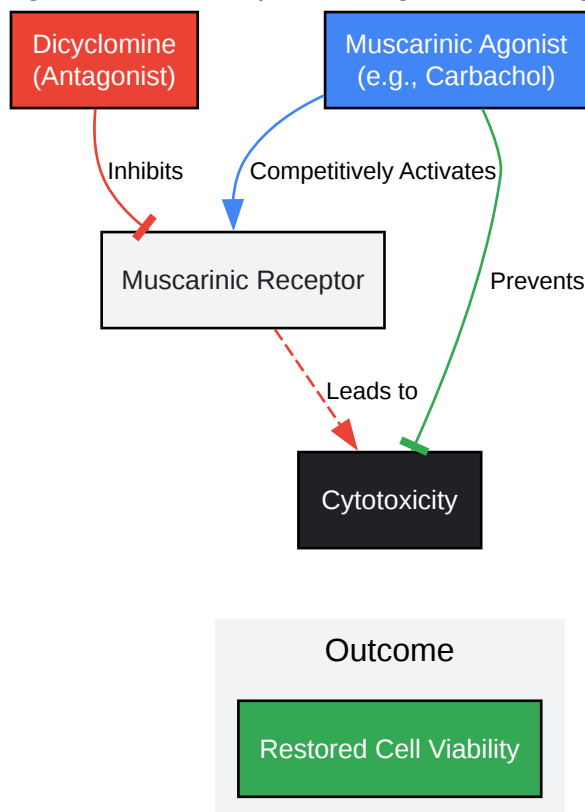 Dicyclomine
(Antagonist)
Muscarinic Agonist
(e.g., Carbachol)
Inhibits
Competitively Activates
Muscarinic Receptor
Prevents
Leads to
Cytotoxicity
Outcome
Restored Cell Viability